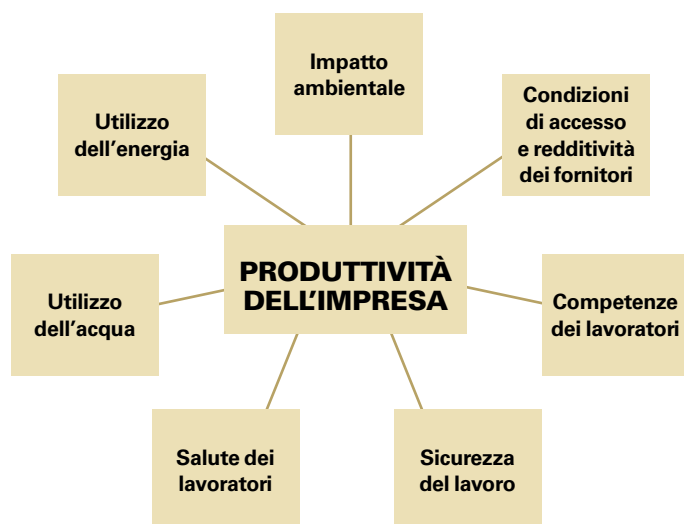 Impatto
ambientale
Condizioni
di accesso
e redditività
dei fornitori
Utilizzo
dell'energia
PRODUTTIVITÀ
DELL'IMPRESA
Utilizzo
dell'acqua
Competenze
dei lavoratori
Salute dei
lavoratori
Sicurezza
del lavoro